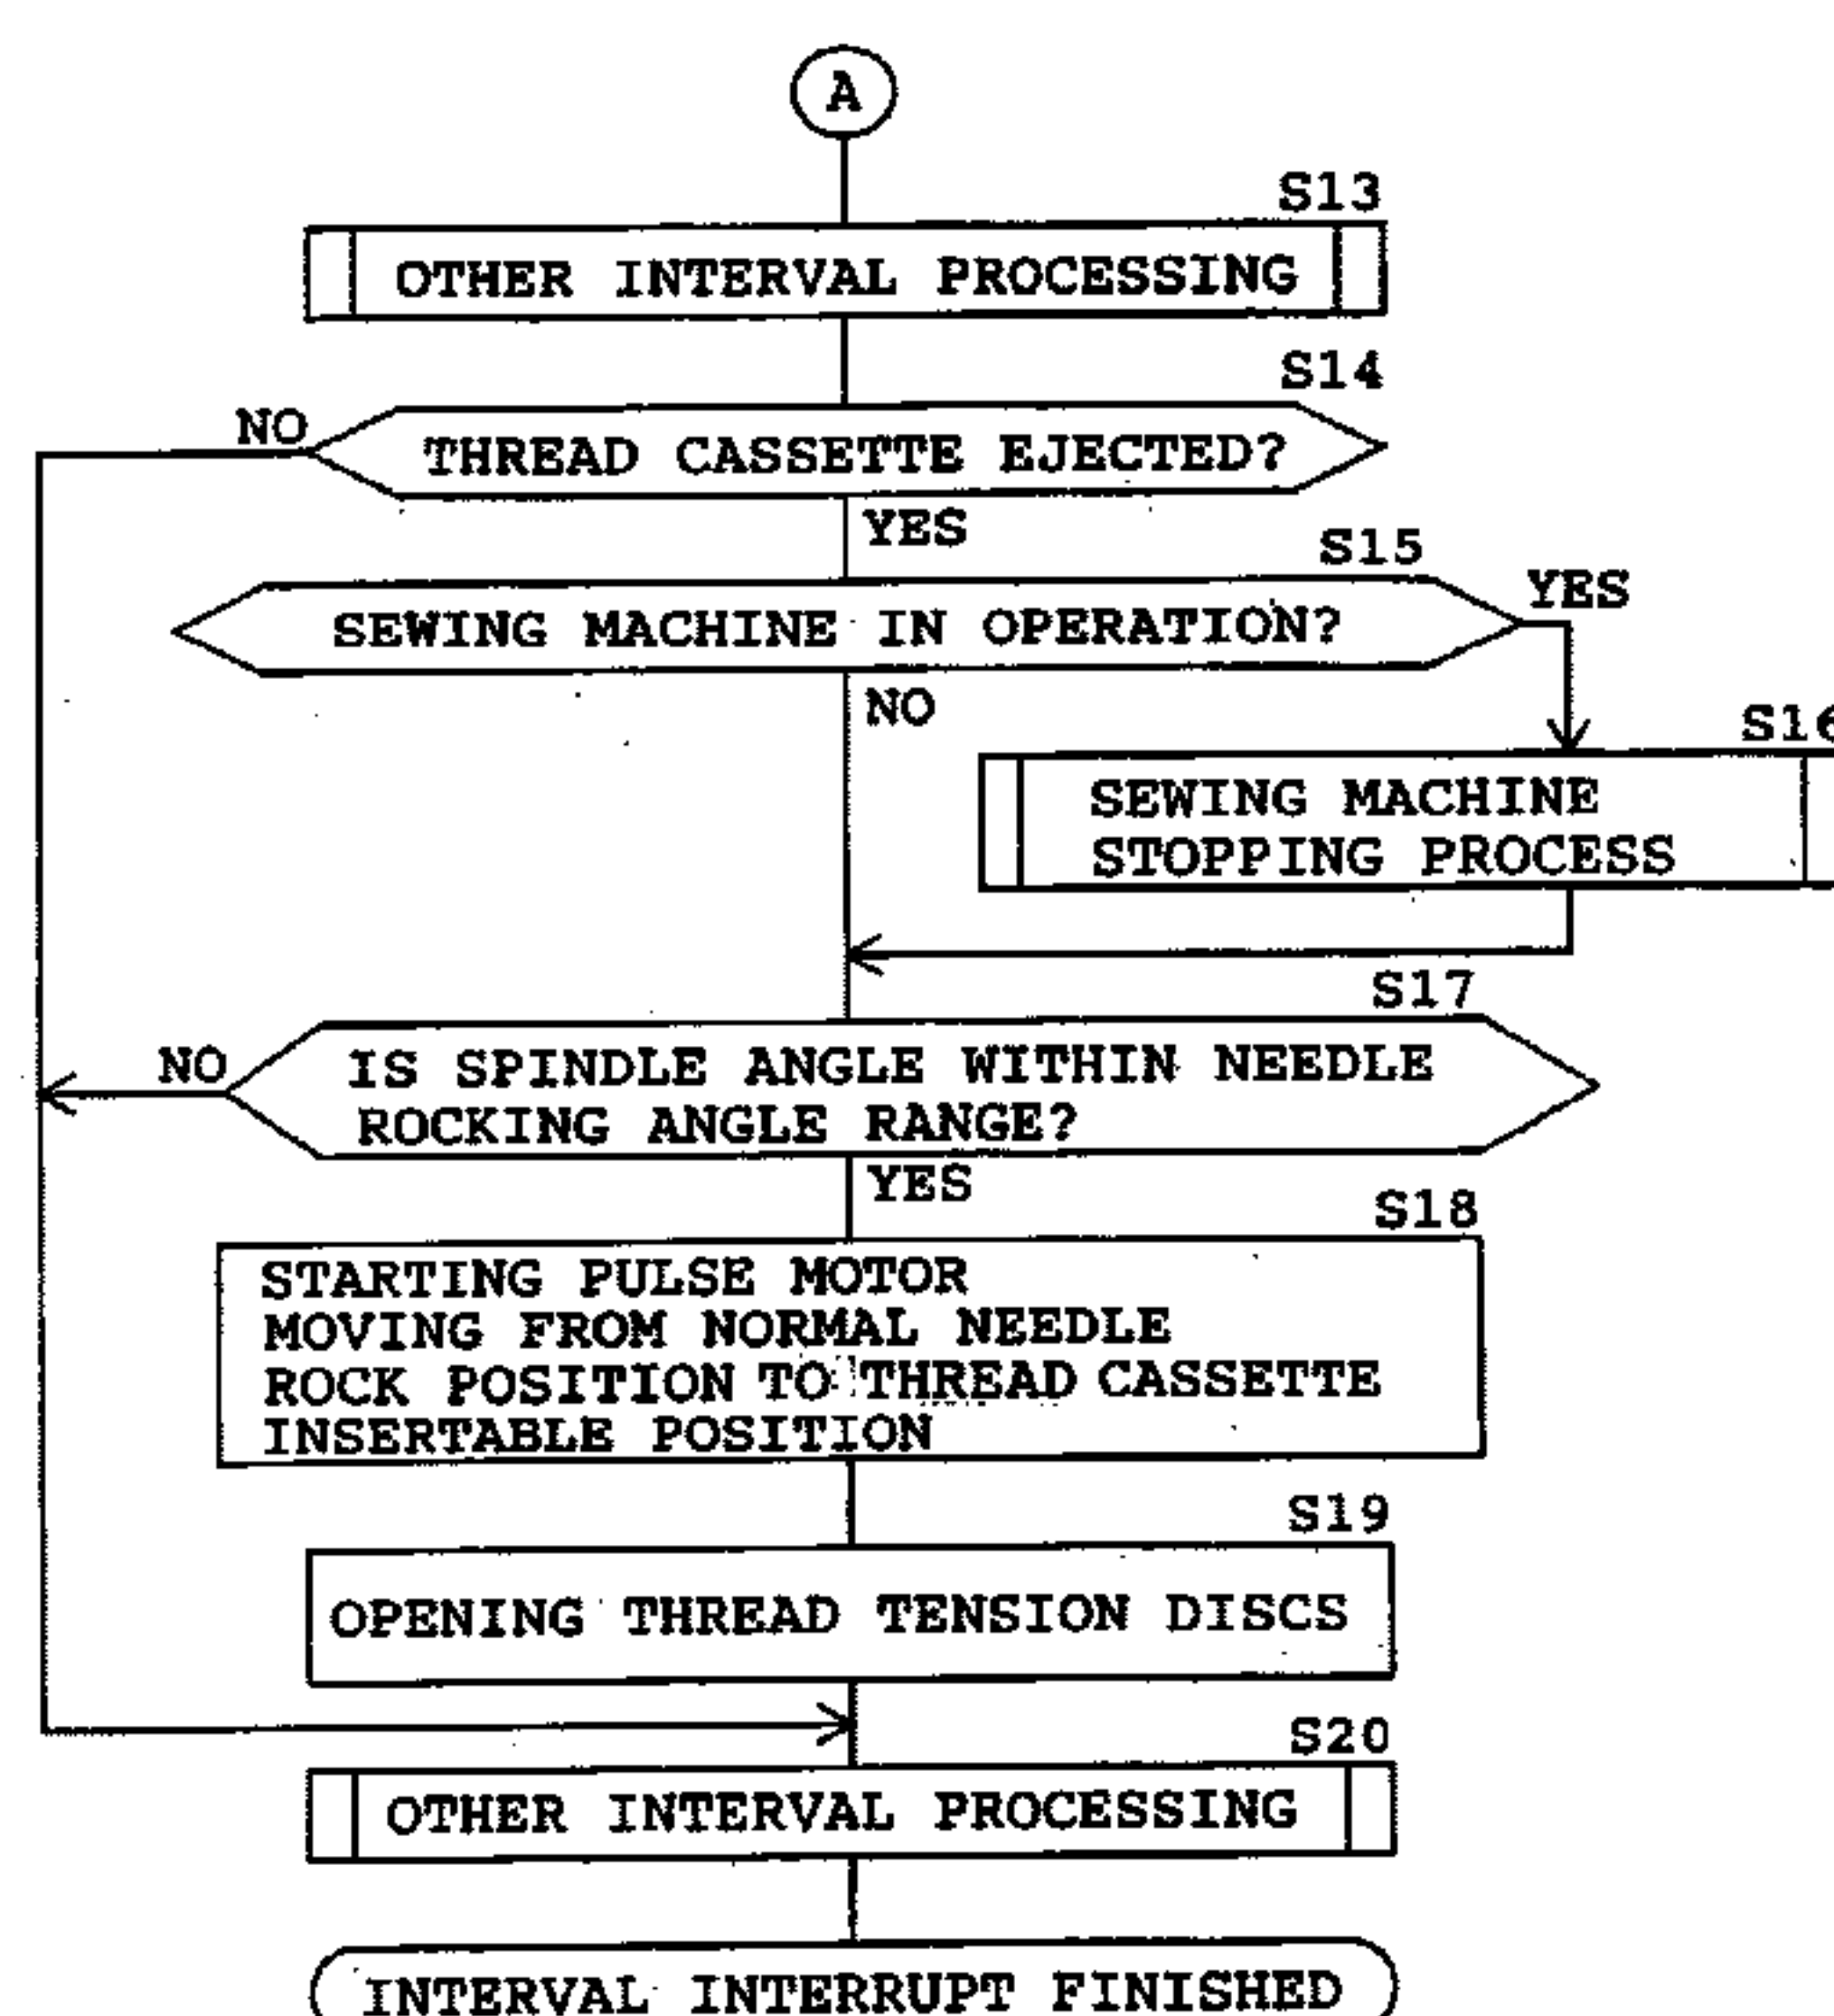 A
S13
OTHER INTERVAL PROCESSING
S14
NO
THREAD CASSETTE EJECTED?
YES
S15
YES
SEWING MACHINE IN OPERATION?
NO
S16
SEWING MACHINE
STOPPING PROCESS
S17
NO
IS SPINDLE ANGLE WITHIN NEEDLE
ROCKING ANGLE RANGE?
YES
S18
STARTING PULSE MOTOR
MOVING FROM NORMAL NEEDLE
ROCK POSITION TO THREAD CASSETTE
INSERTABLE POSITION
S19
OPENING THREAD TENSION DISCS
S20
OTHER INTERVAL PROCESSING
INTERVAL INTERRUPT FINISHED